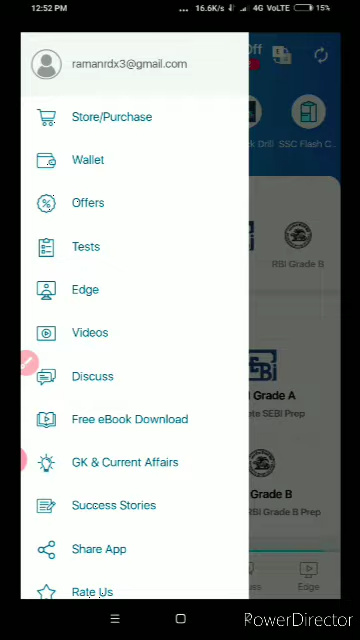 12:52 PM
... 16.6K/s 4G VoLTE 15%
ramanrdx3@gmail.com
Off
Store/Purchase
k Drill
SSC Flash C..
Wallet
Offers
Tests
RBI Grade B
Edge
Videos
Discuss
Grade A
SEBI Prep
Free eBook Download
GK & Current Affairs
Grade B
RBI Grade B Prep
Success Stories
Share App
Edge
Rate Us
PowerDirector